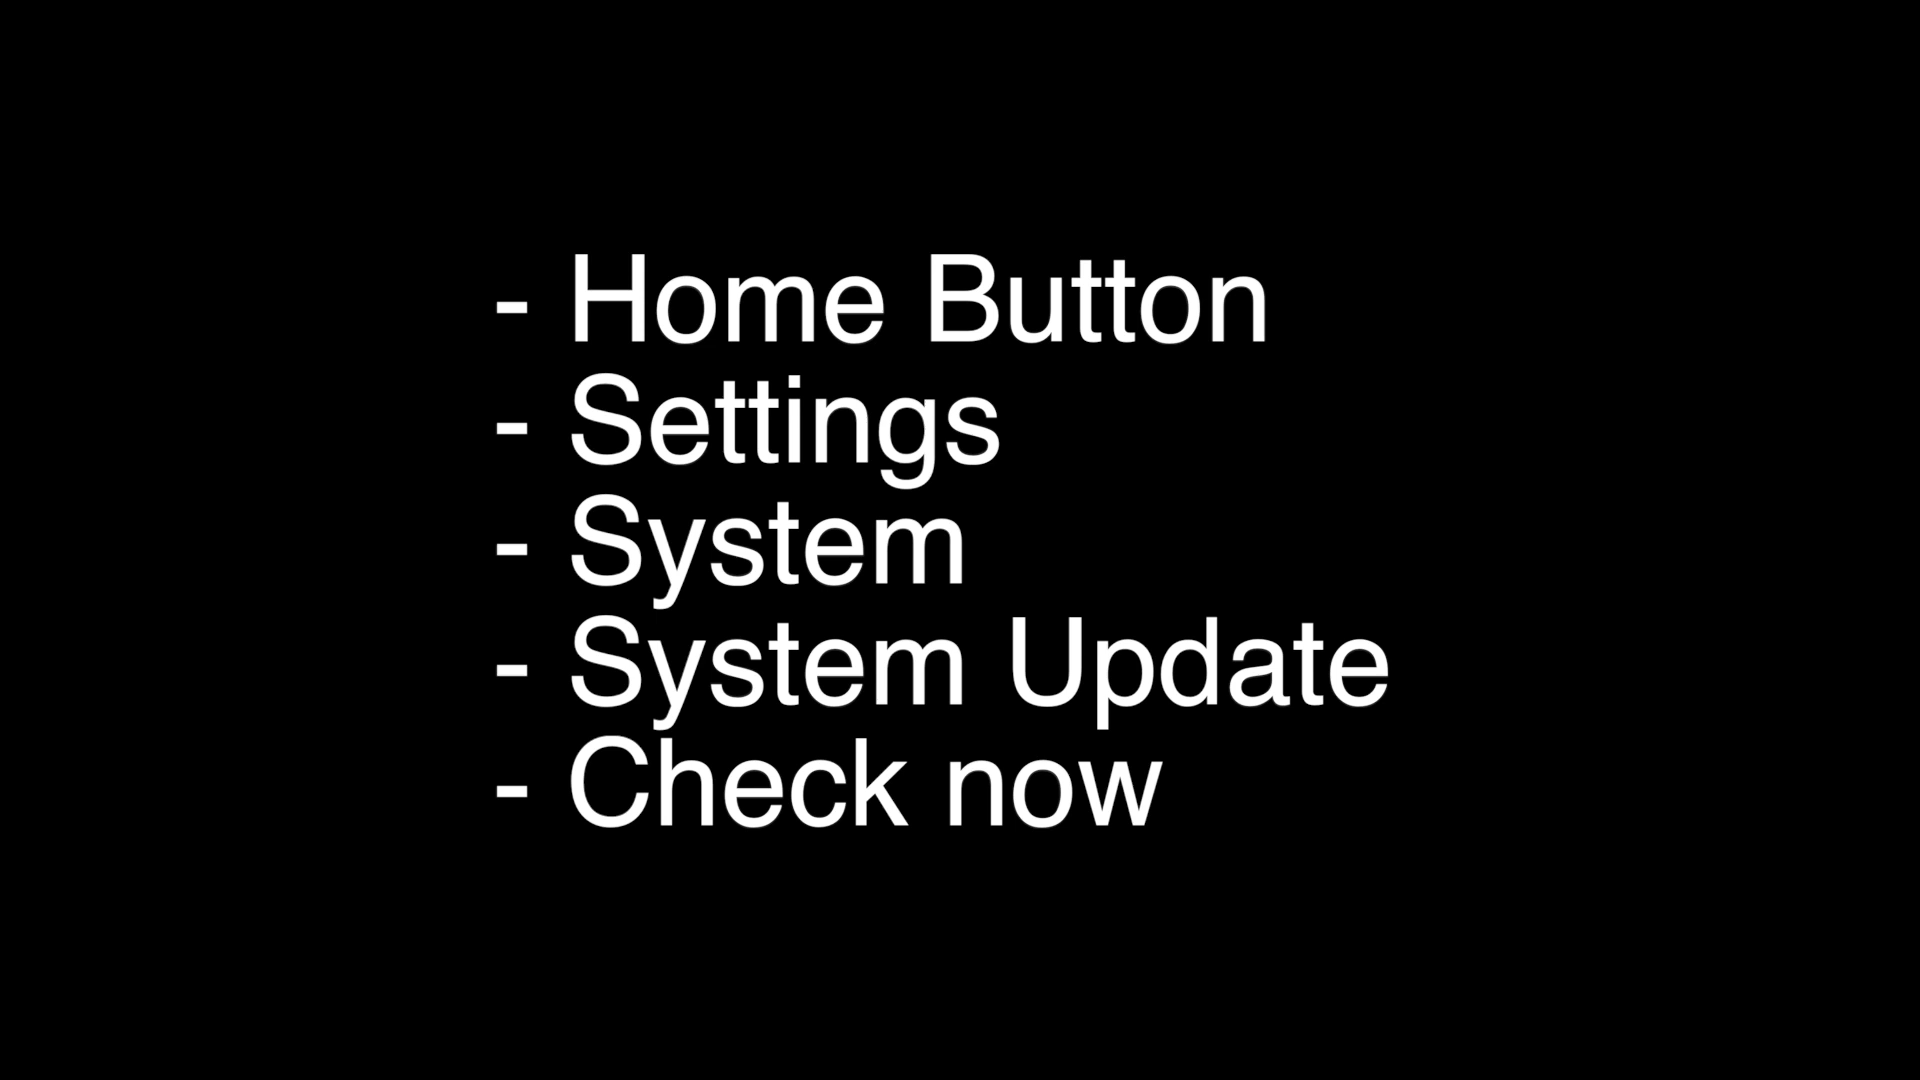 - Home Button
- Settings
- System
- System Update
- Check now